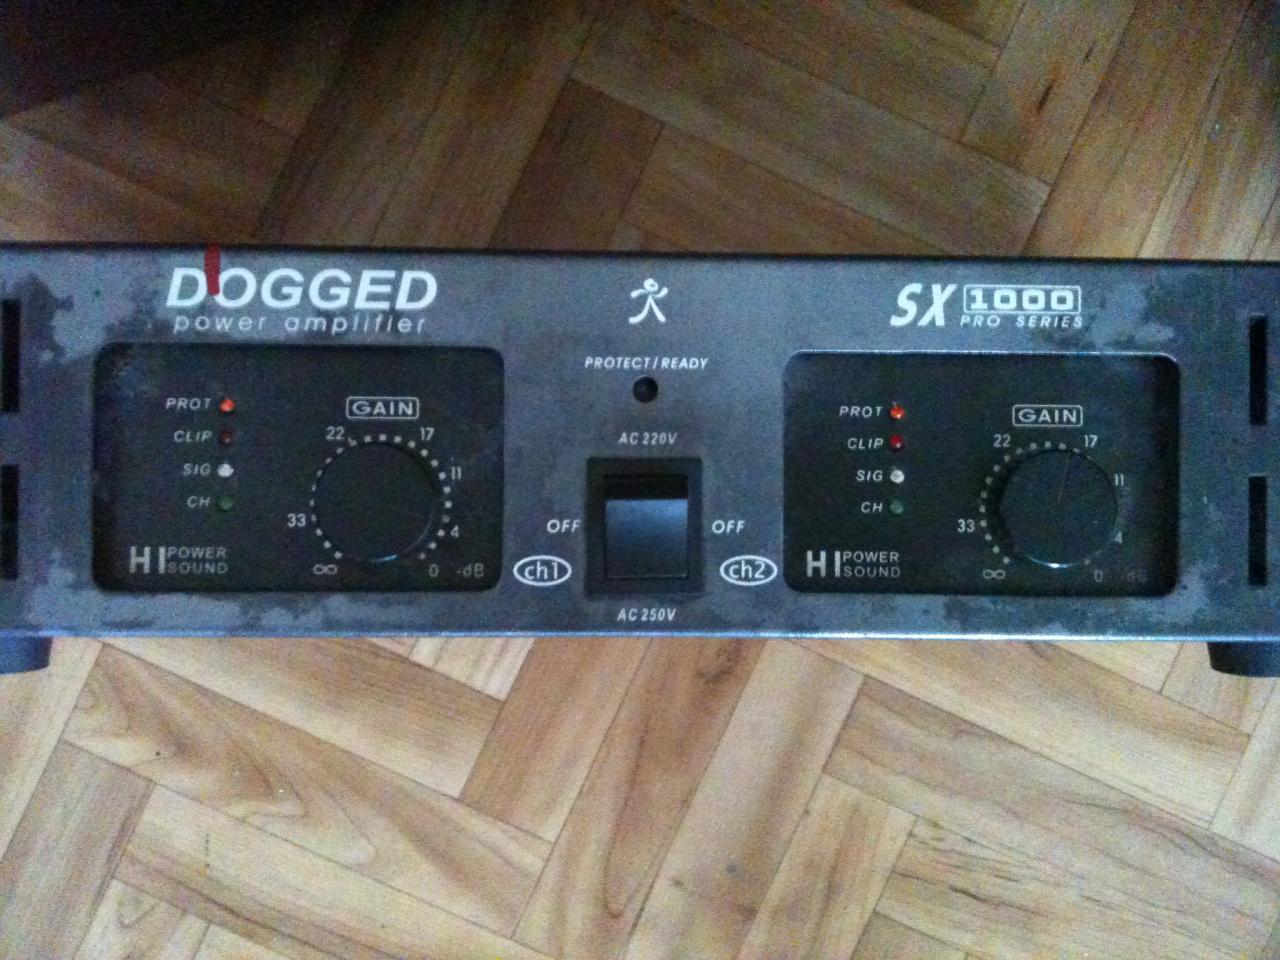 DOGGED
power amplifier
SX 1000
PRO SERIES
PROTECT/READY
AC 220V
OFF
OFF
ch1
ch2
AC 250V
PROT
CLIP
SIG
CH
GAIN
22
17
11
33
4
∞
0
-dB
HI POWER
SOUND
PROT
CLIP
SIG
CH
GAIN
22
17
11
33
4
∞
0
-dB
HI POWER
SOUND